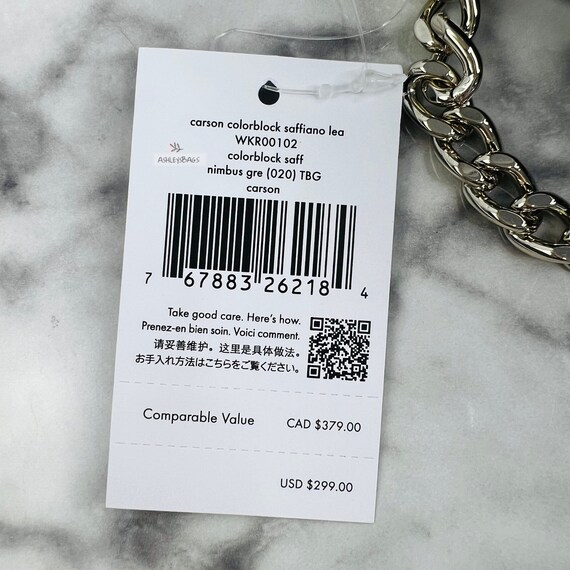 carson colorblock saffiano lea
WKR00102
colorblock saff
ASHLEYSBAGS
nimbus gre (020) TBG
carson
7 67883 26218 4
Take good care. Here's how.
Prenez-en bien soin. Voici comment.
请妥善维护。这里是具体做法。
お手入れ方法はこちらをご覧ください。
Comparable Value CAD $379.00
USD $299.00